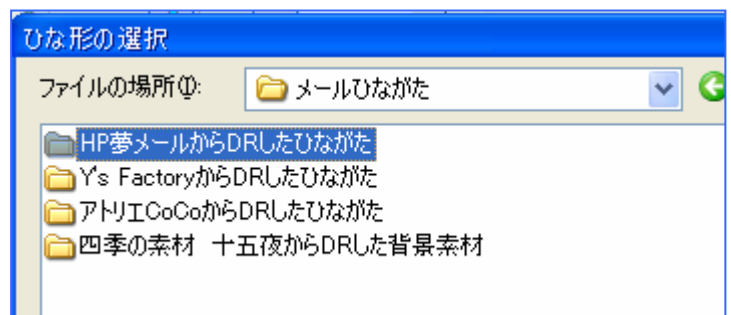 ひな形の選択
ファイルの場所(I):
メールひながた
HP夢メールからDRしたひながた
Y's FactoryからDRしたひながた
アトリエCoCoからDRしたひながた
四季の素材　十五夜からDRした背景素材